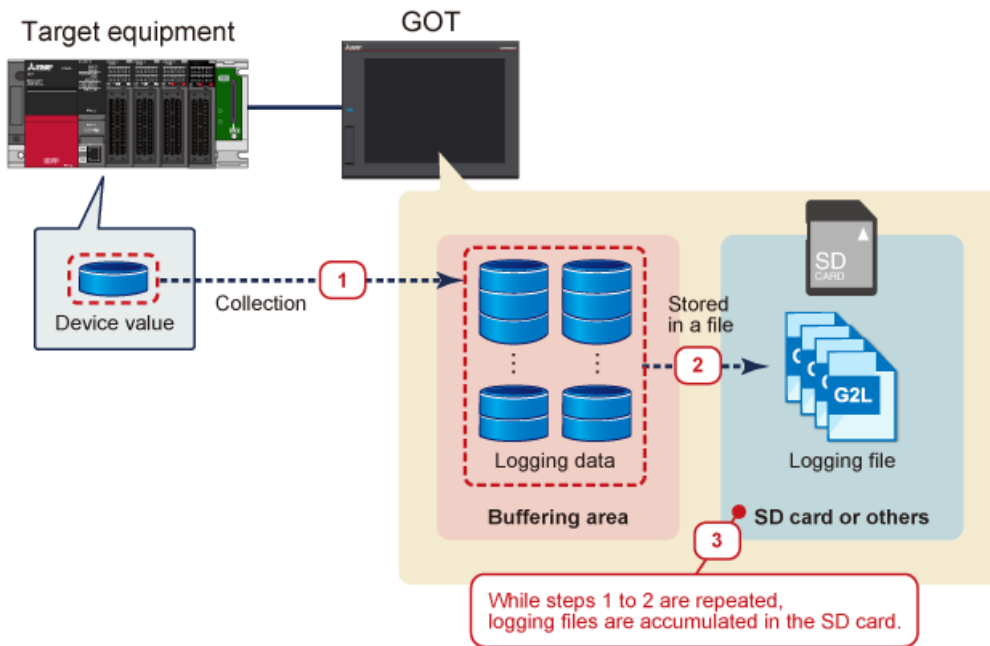 Target equipment
GOT
MITSUBISHI
Device value
Collection
1
Logging data
Buffering area
Stored
in a file
2
SD
CARD
G2L
Logging file
SD card or others
3
While steps 1 to 2 are repeated,
logging files are accumulated in the SD card.